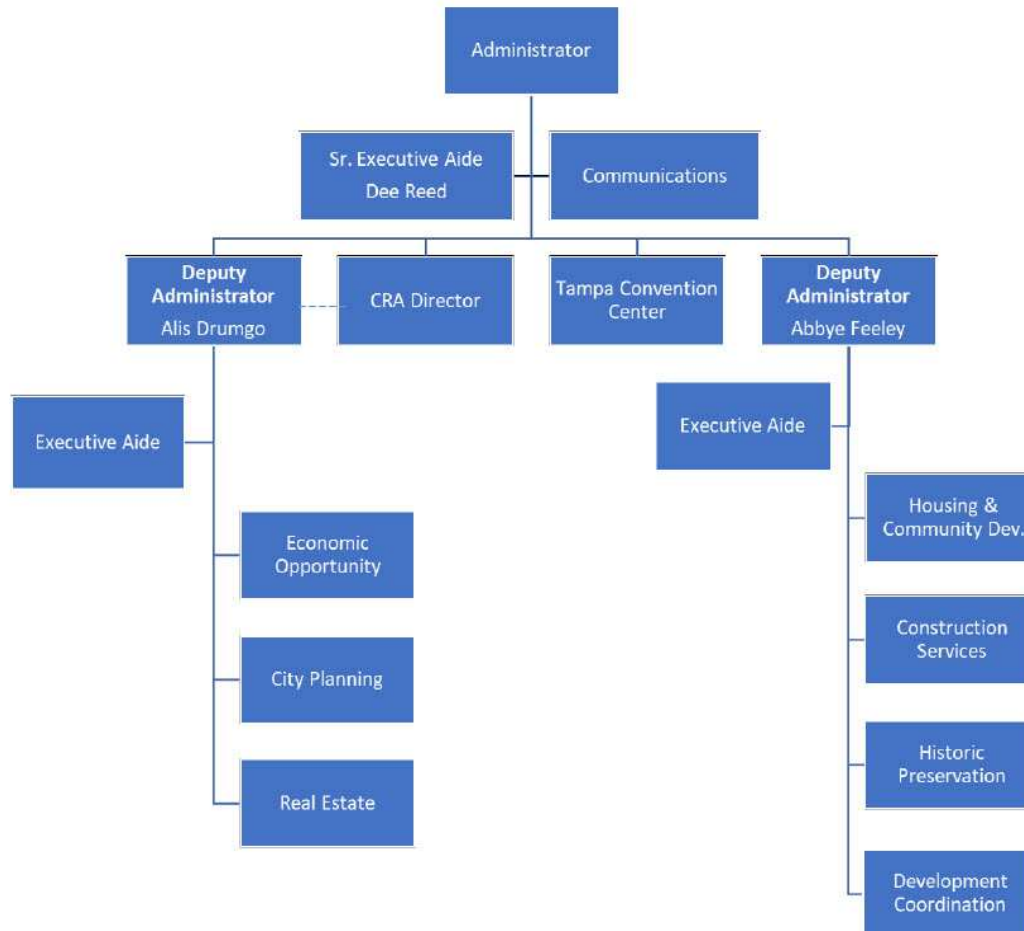 Administrator
Sr. Executive Aide
Dee Reed
Communications
Deputy
Administrator
Alis Drumgo
CRA Director
Tampa Convention
Center
Deputy
Administrator
Abbye Feeley
Executive Aide
Economic
Opportunity
City Planning
Real Estate
Executive Aide
Housing &
Community Dev.
Construction
Services
Historic
Preservation
Development
Coordination